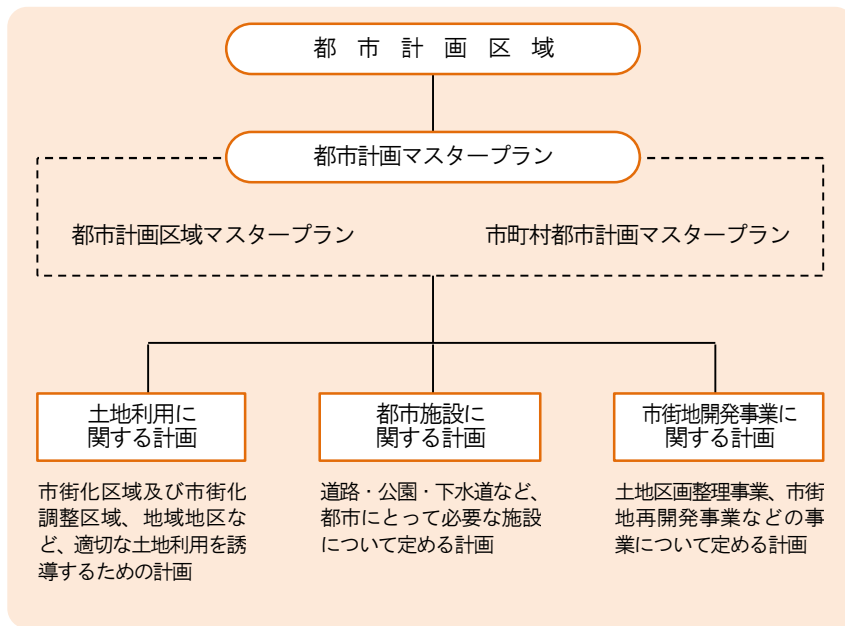 都市計画区域
都市計画マスタープラン
都市計画区域マスタープラン
市町村都市計画マスタープラン
土地利用に
関する計画
市街化区域及び市街化
調整区域、地域地区な
ど、適切な土地利用を誘
導するための計画
都市施設に
関する計画
道路・公園・下水道など、
都市にとって必要な施設
について定める計画
市街地開発事業に
関する計画
土地区画整理事業、市街
地再開発事業などの事
業について定める計画